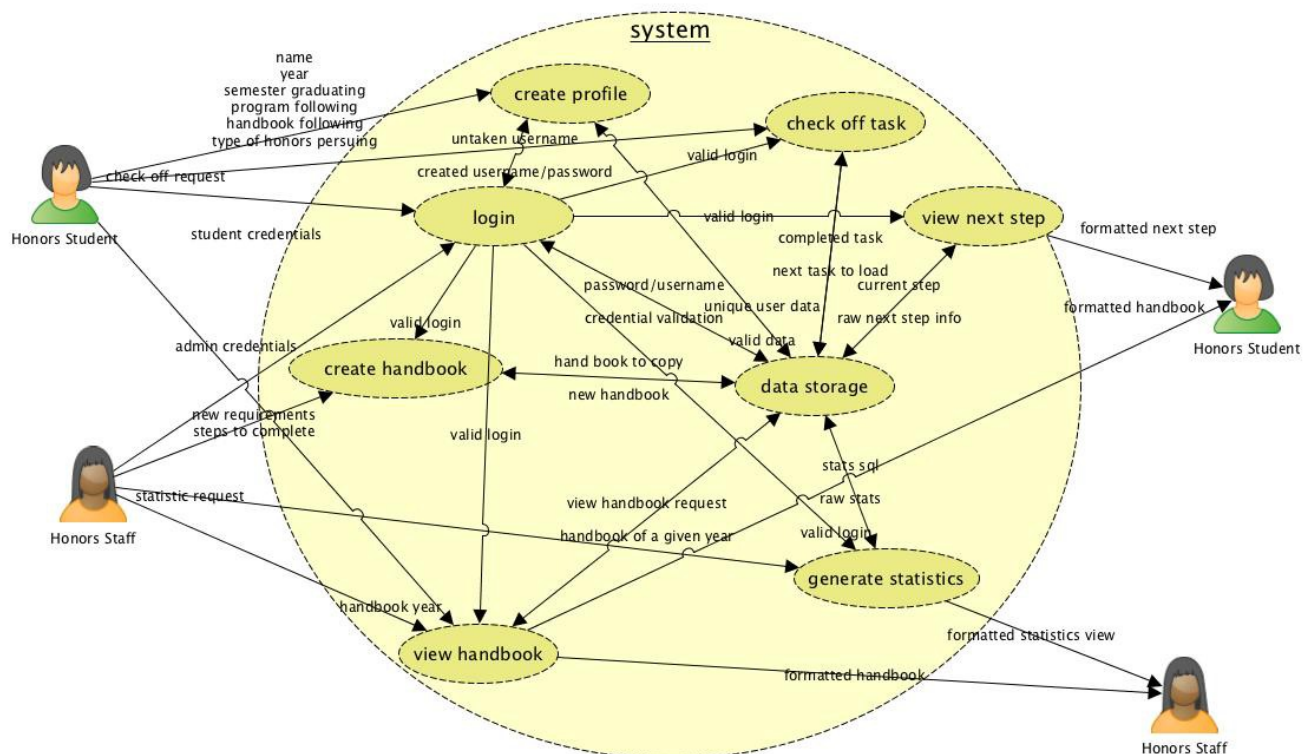 system
name
year
semester graduating
program following
handbook following
type of honors persuing
create profile
check off task
untaken username
valid login
check off request
created username/password
Honors Student
student credentials
login
valid login
view next step
formatted next step
completed task
next task to load
current step
password/username
unique user data
formatted handbook
credential validation
raw next step info
valid login
valid data
admin credentials
Honors Student
create handbook
hand book to copy
data storage
new handbook
new requirements
steps to complete
valid login
stats sql
statistic request
view handbook request
raw stats
Honors Staff
handbook of a given year
valid login
generate statistics
handbook year
view handbook
formatted statistics view
formatted handbook
Honors Staff